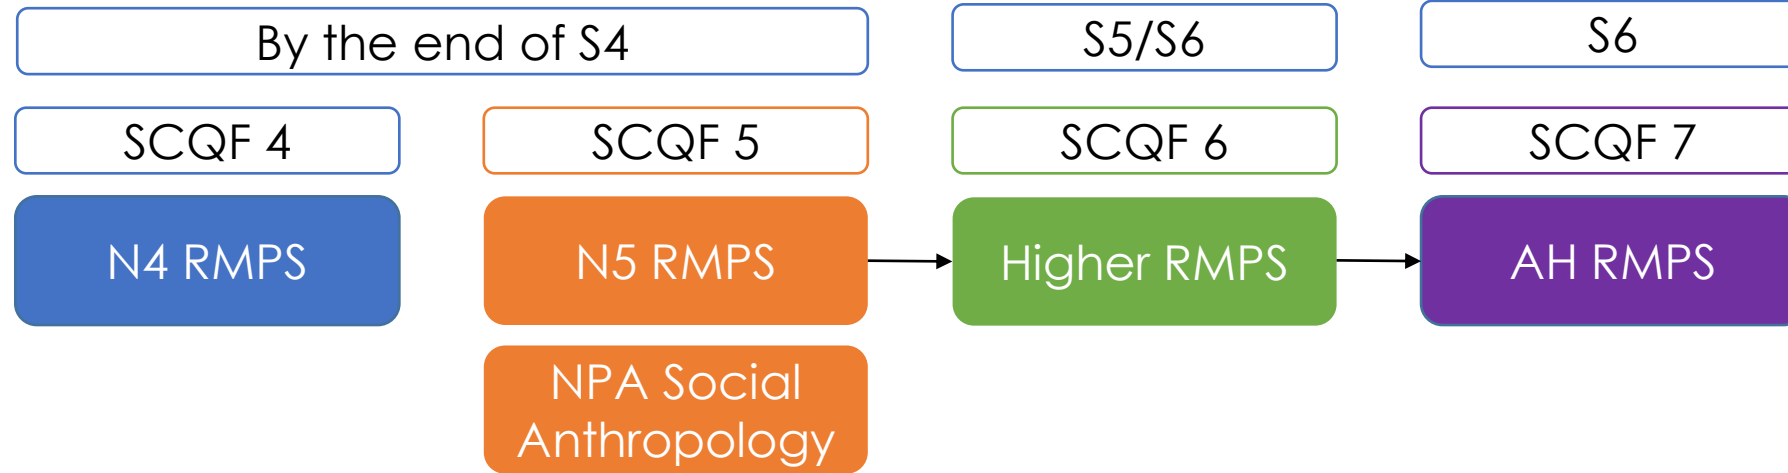 By the end of S4
S5/S6
S6
SCQF 4
SCQF 5
SCQF 6
SCQF 7
N4 RMPS
N5 RMPS
Higher RMPS
AH RMPS
NPA Social
Anthropology